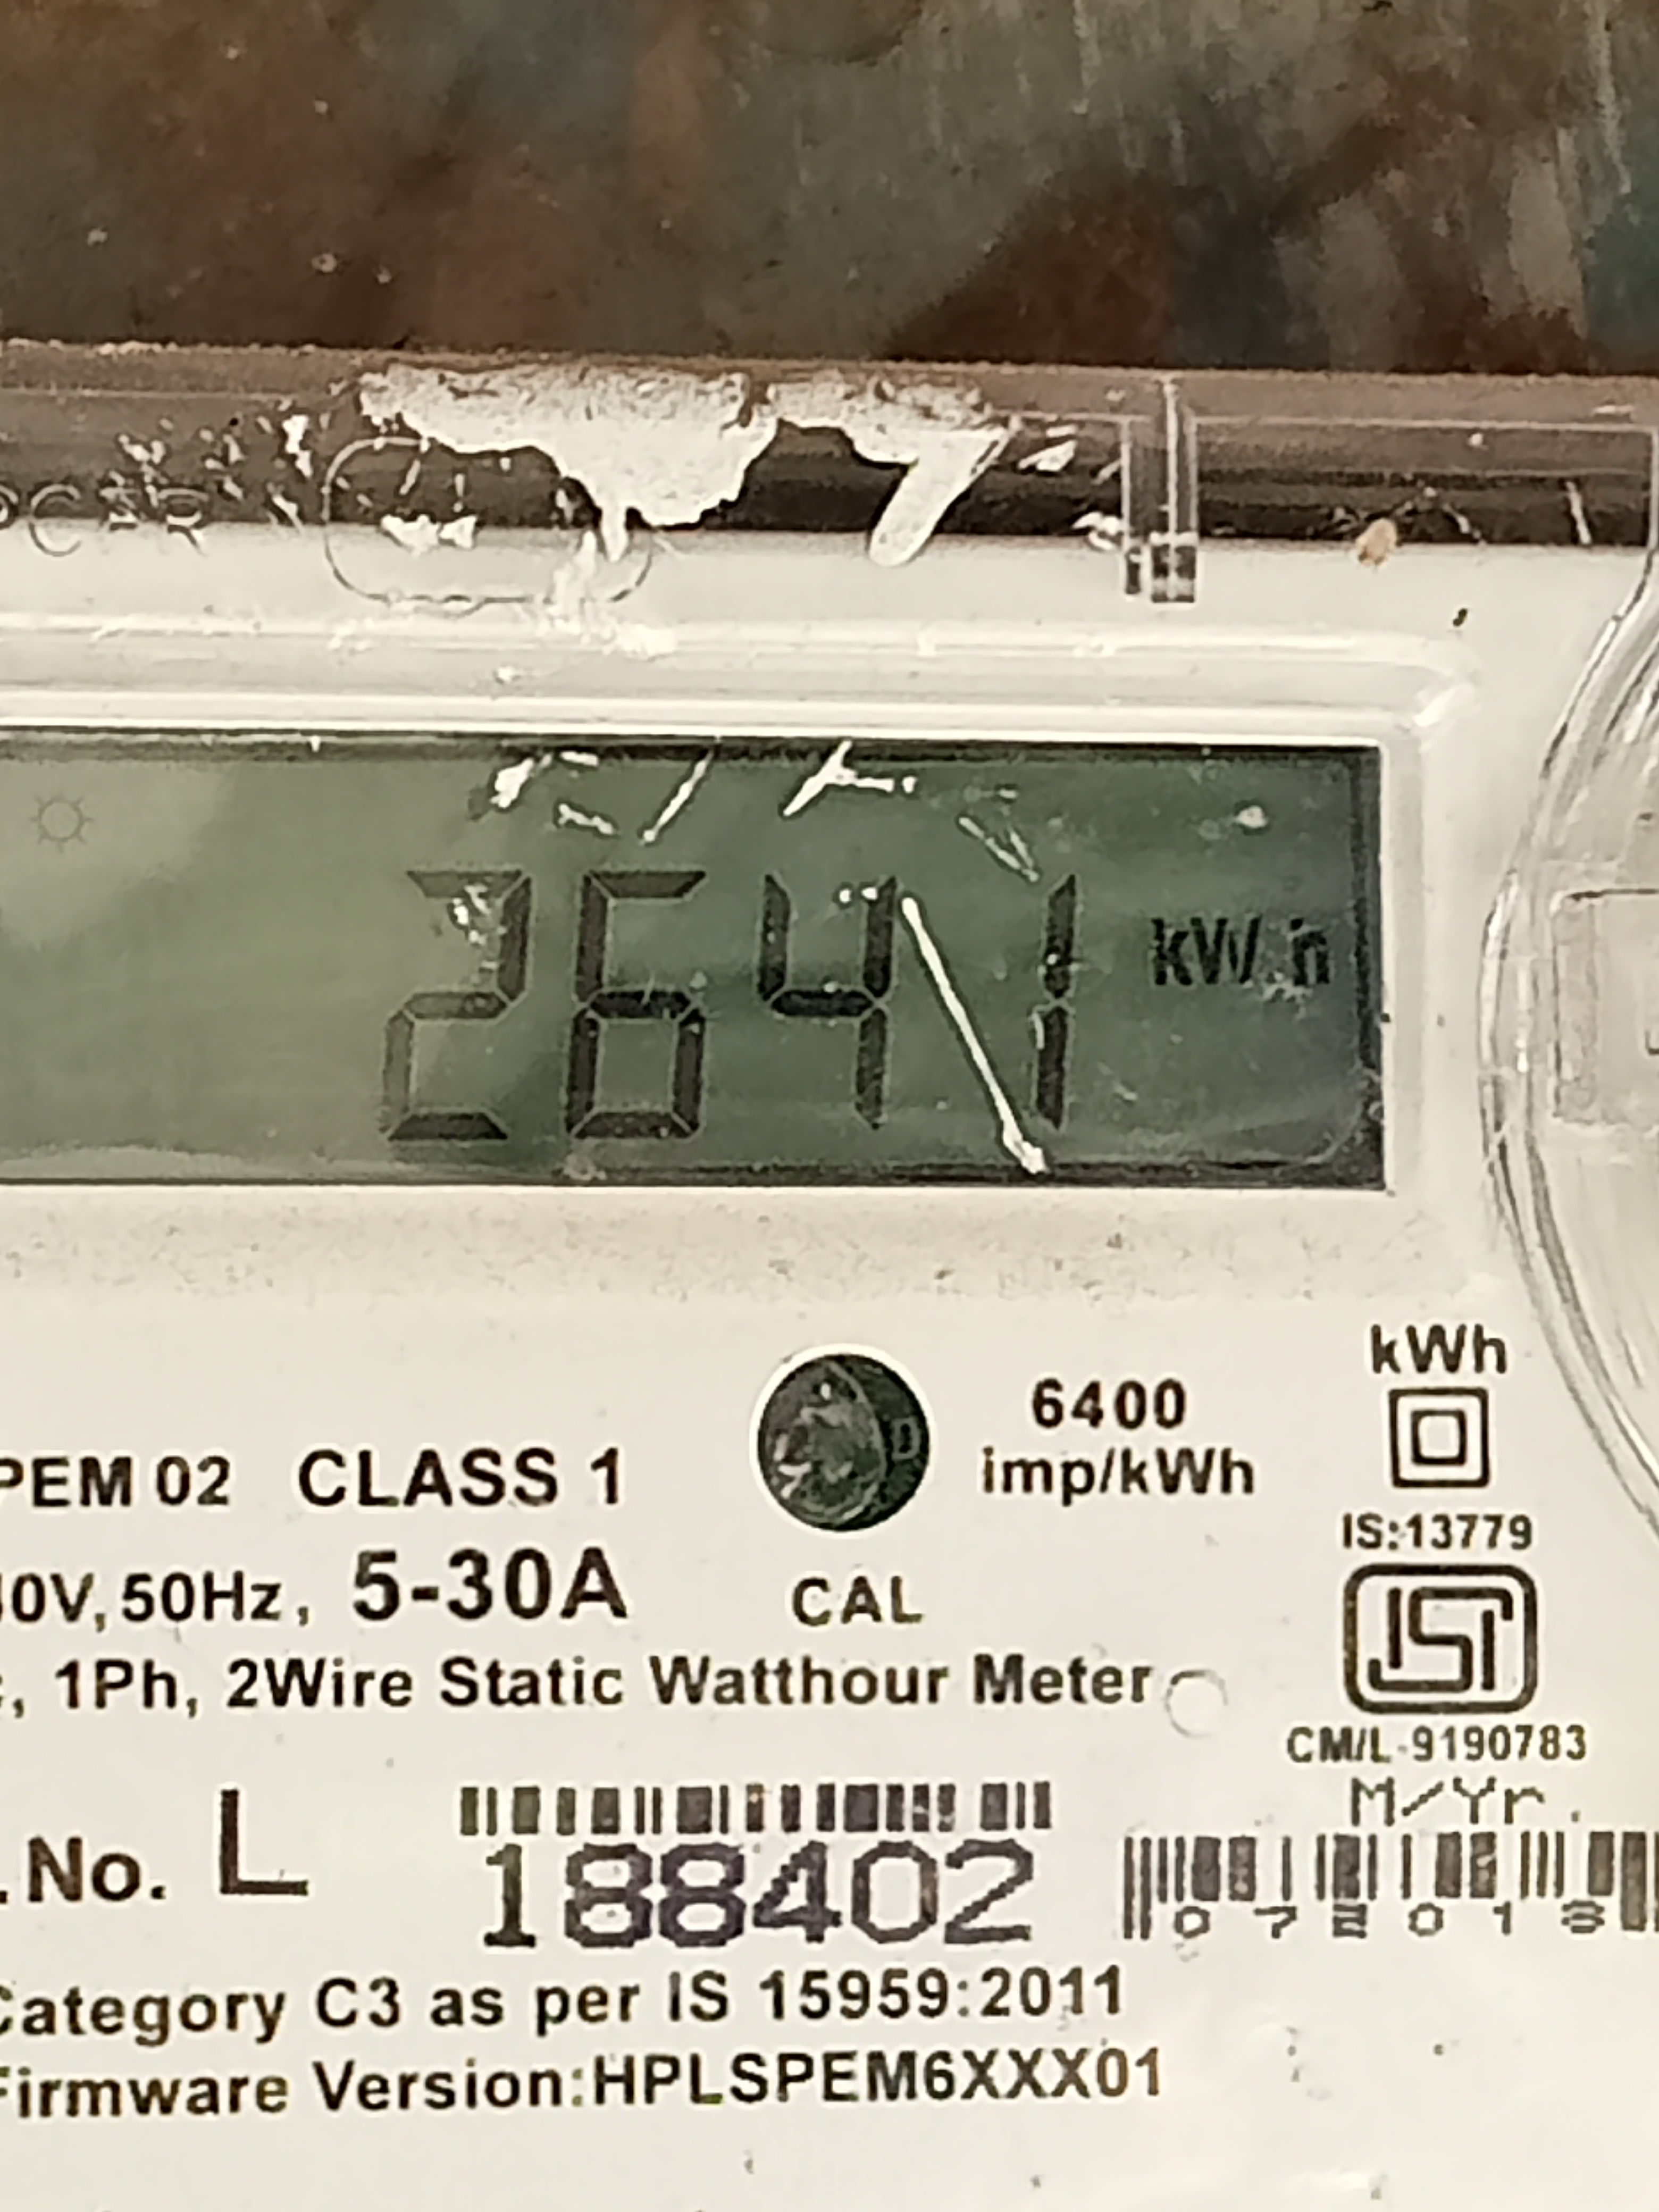 2641 kWh
kWh
6400
imp/kWh
PEM 02 CLASS 1
IS:13779
0V, 50Hz, 5-30A
CAL
ISI
, 1Ph, 2Wire Static Watthour Meter
CM/L-9190783
M/Yr.
.No. L 188402
072018
Category C3 as per IS 15959:2011
Firmware Version:HPLSPEM6XXX01